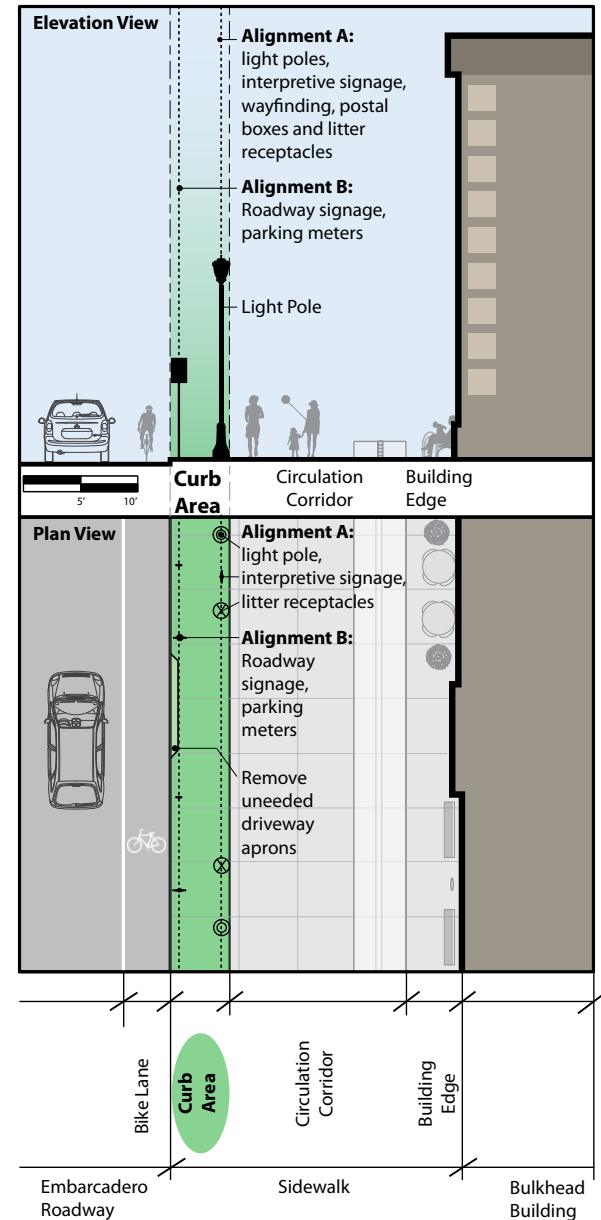 Elevation View
Alignment A:
light poles,
interpretive signage,
wayfinding, postal
boxes and litter
receptacles
Alignment B:
Roadway signage,
parking meters
Light Pole
5'
10'
Curb
Area
Circulation
Corridor
Building
Edge
Plan View
Alignment A:
light pole,
interpretive signage,
litter receptacles
Alignment B:
Roadway
signage,
parking
meters
Remove
uneeded
driveway
aprons
Bike Lane
Curb
Area
Circulation
Corridor
Building
Edge
Embarcadero
Roadway
Sidewalk
Bulkhead
Building